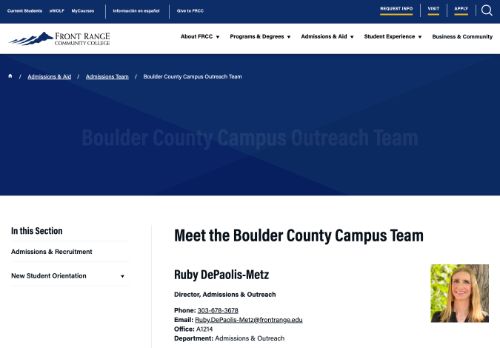 Current Students eWOLF MyCourses Información en español Give to FRCC REQUEST INFO VISIT APPLY
FRONT RANGE
COMMUNITY COLLEGE
About FRCC Programs & Degrees Admissions & Aid Student Experience Business & Community
/ Admissions & Aid / Admissions Team / Boulder County Campus Outreach Team
Boulder County Campus Outreach Team
In this Section
Admissions & Recruitment
New Student Orientation
Meet the Boulder County Campus Team
Ruby DePaolis-Metz
Director, Admissions & Outreach
Phone: 303-678-3678
Email: Ruby.DePaolis-Metz@frontrange.edu
Office: A1214
Department: Admissions & Outreach